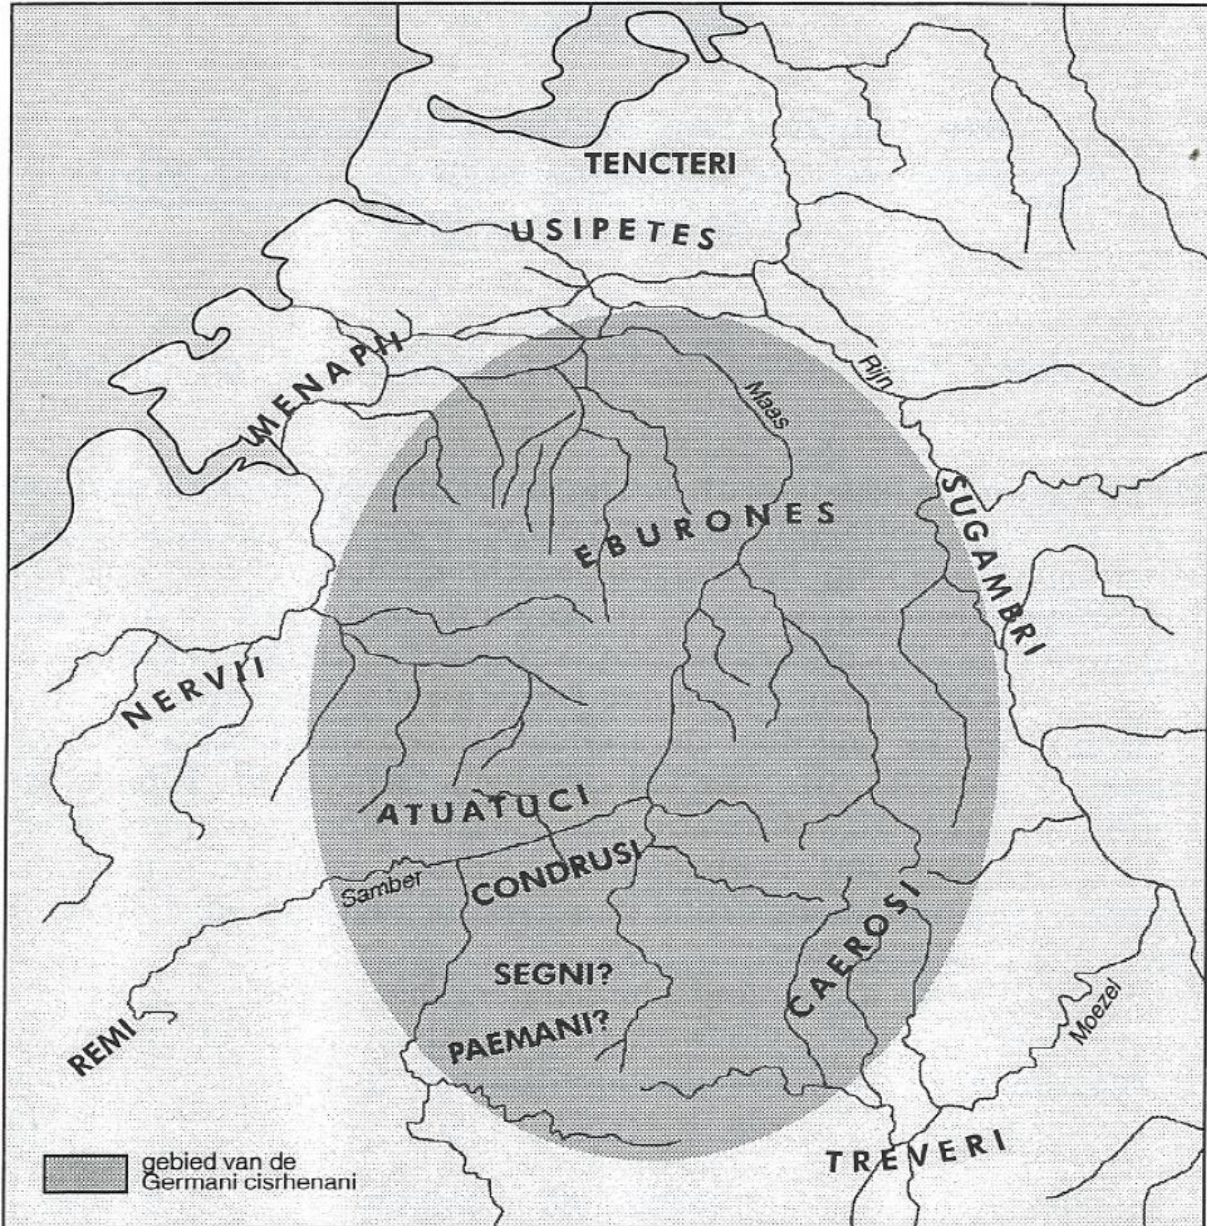 TENCTERI
USIPETES
MENAPII
Rijn
Maas
SUGAMBRI
EBURONES
NERVII
ATUATUCI
CONDRUSI
Samber
CAEROSI
SEGNI?
PAEMANI?
Moezel
REMI
TREVERI
gebied van de
Germani cisrhenani